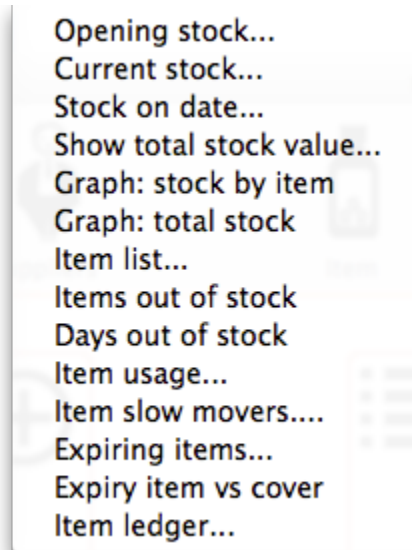 Opening stock...
Current stock...
Stock on date...
Show total stock value...
Graph: stock by item
Graph: total stock
Item list...
Items out of stock
Days out of stock
Item usage...
Item slow movers....
Expiring items...
Expiry item vs cover
Item ledger...